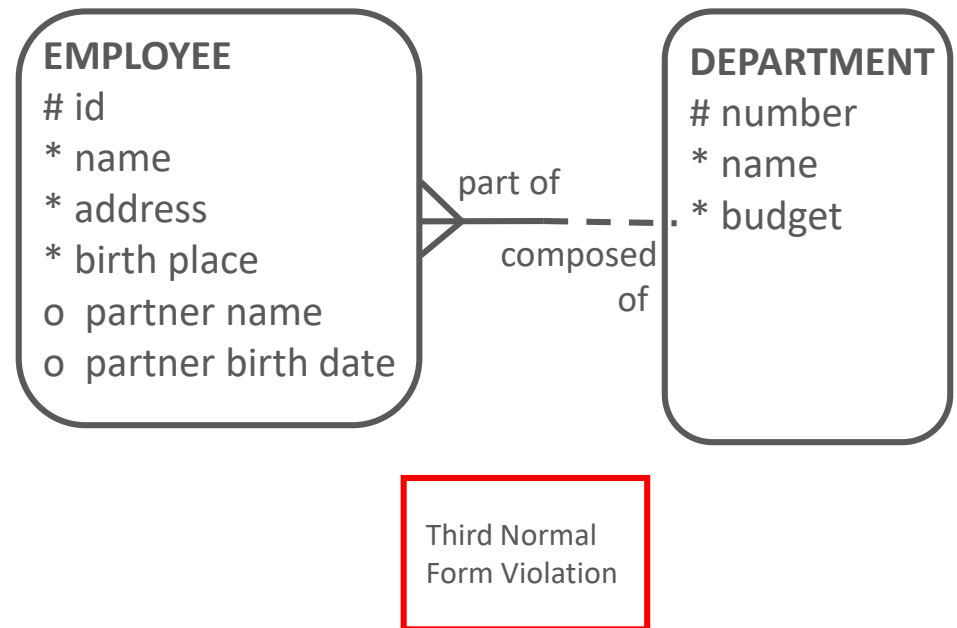 EMPLOYEE
# id
* name
* address
* birth place
o partner name
o partner birth date
part of
composed
of
DEPARTMENT
# number
* name
* budget
Third Normal
Form Violation